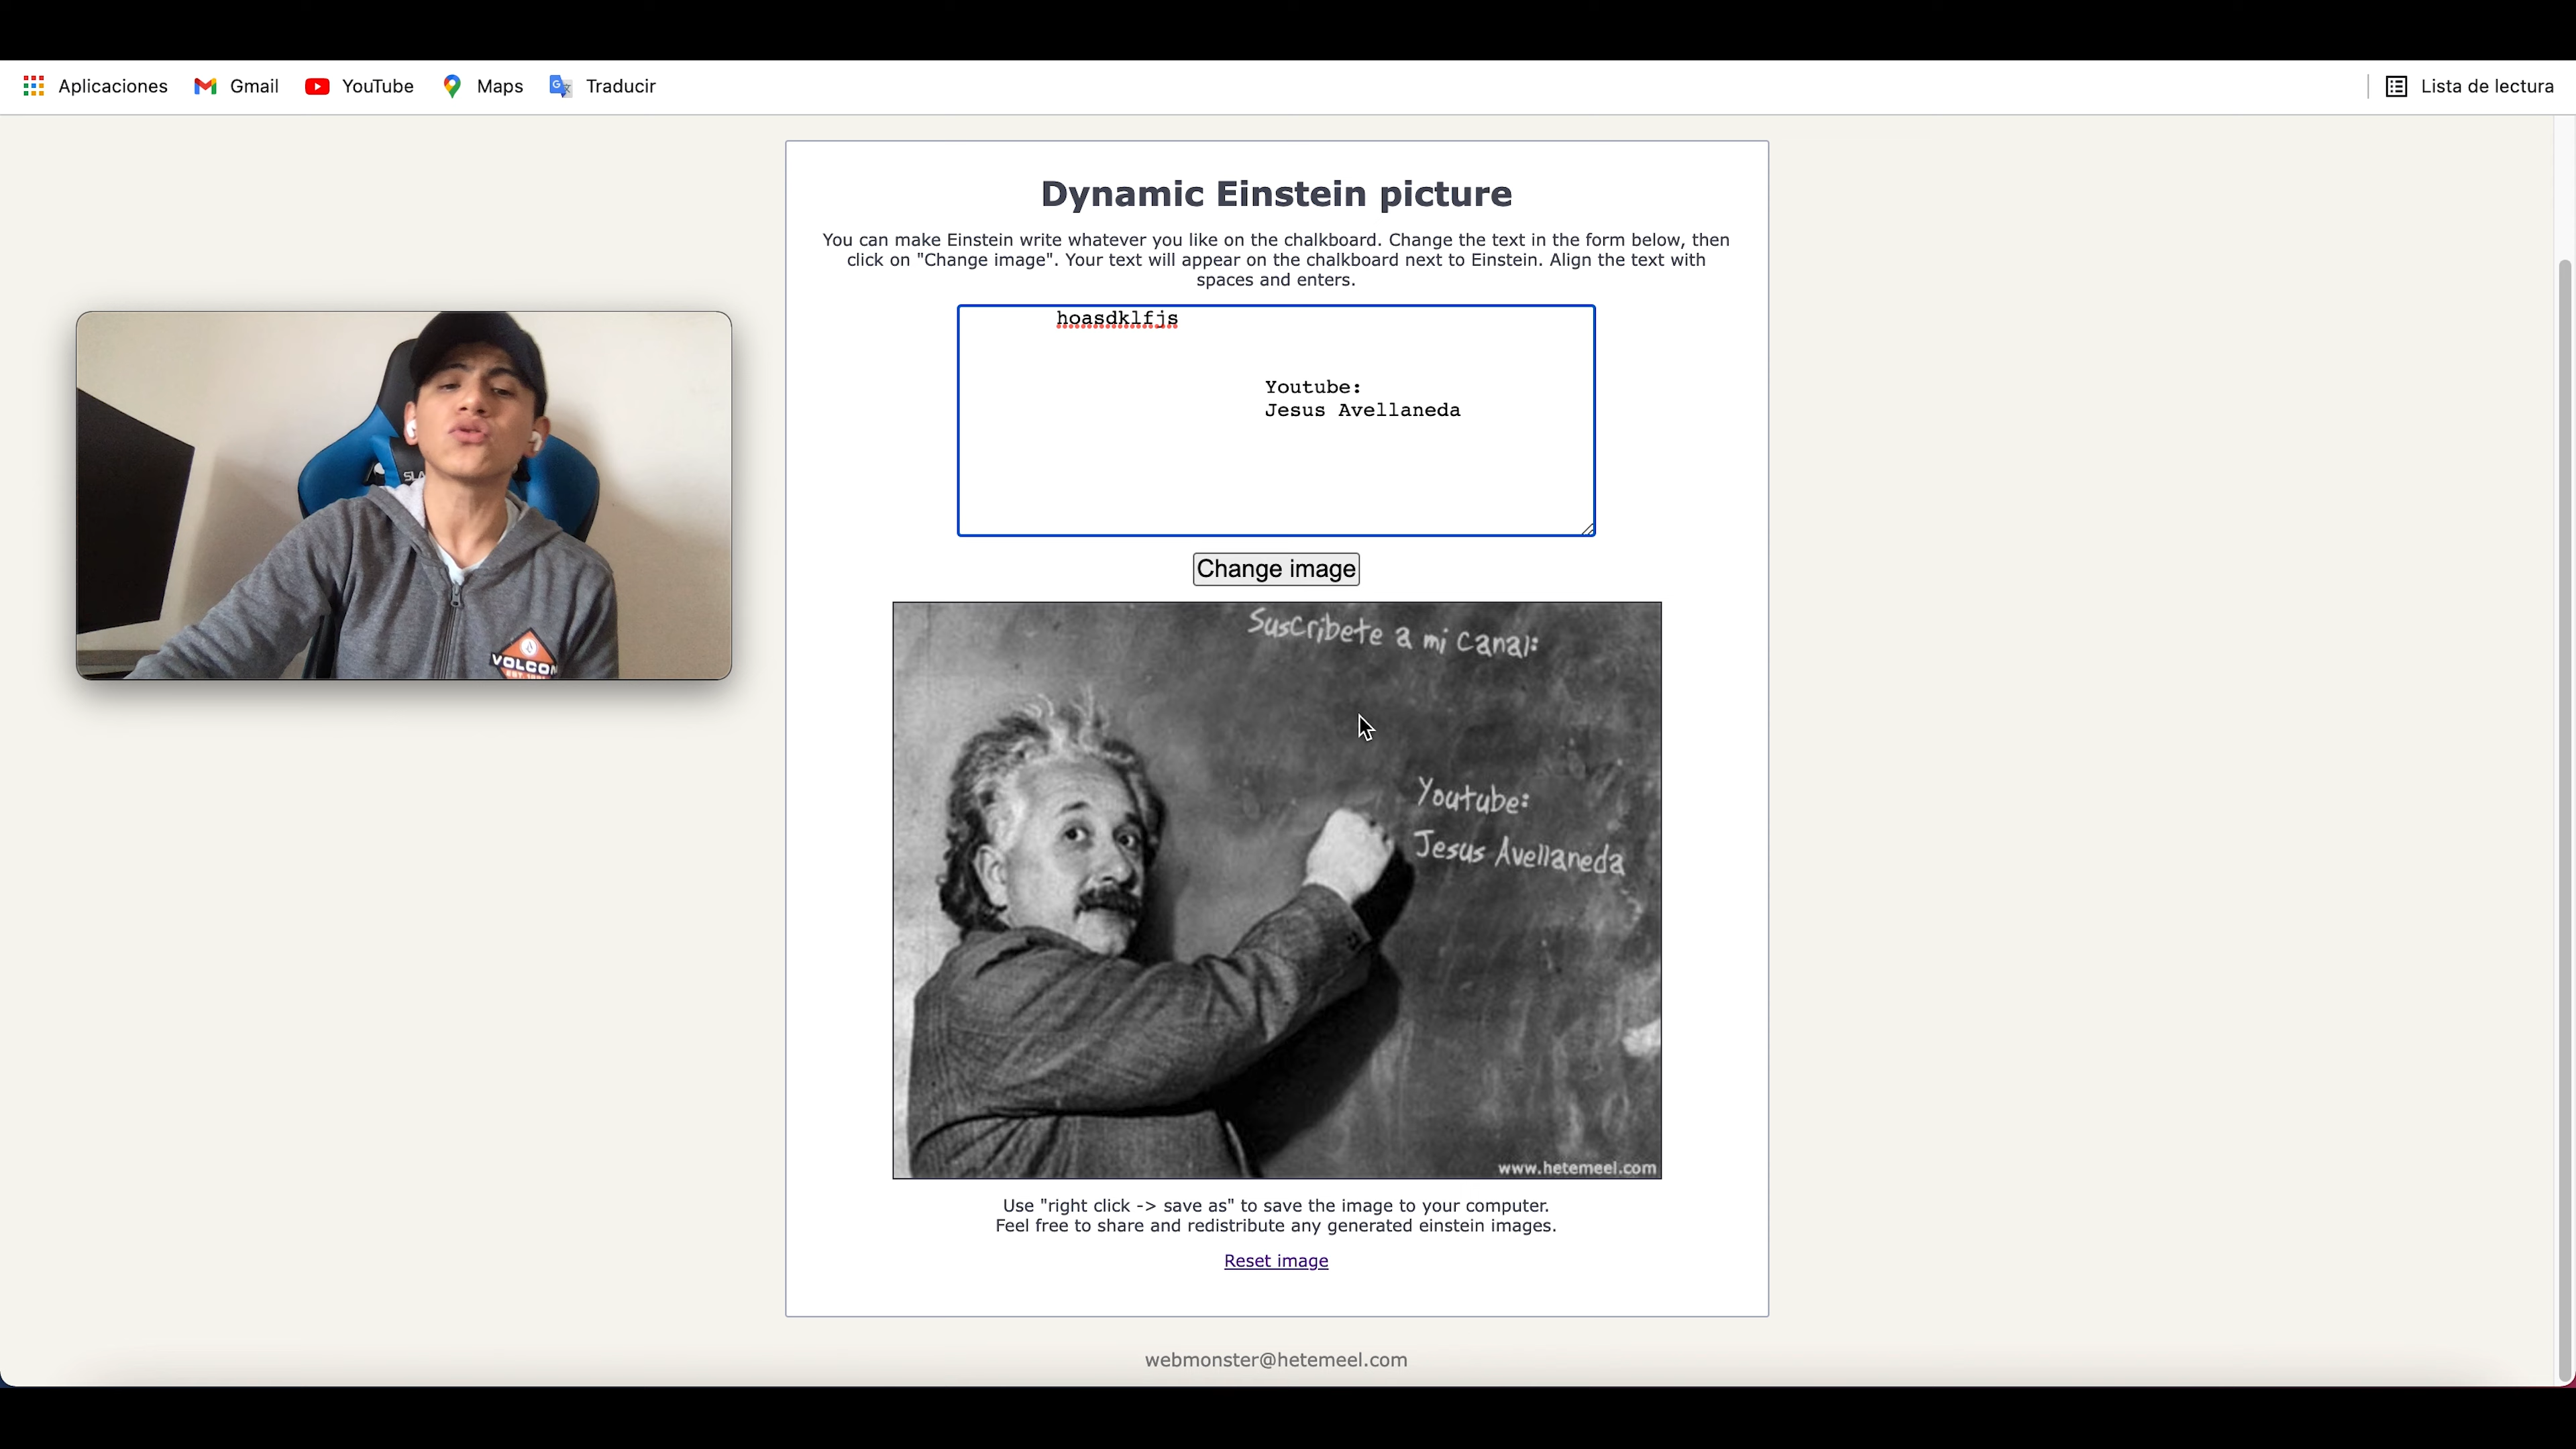 Aplicaciones
Gmail
YouTube
Maps
Traducir
Lista de lectura
Dynamic Einstein picture
You can make Einstein write whatever you like on the chalkboard. Change the text in the form below, then
click on "Change image". Your text will appear on the chalkboard next to Einstein. Align the text with
spaces and enters.
hoasdklfjs
Youtube:
Jesus Avellaneda
Change image
VOLCOM
Suscribete a mi canal:
Youtube:
Jesus Avellaneda
www.hetemeel.com
Use "right click -> save as" to save the image to your computer.
Feel free to share and redistribute any generated einstein images.
Reset image
webmonster@hetemeel.com